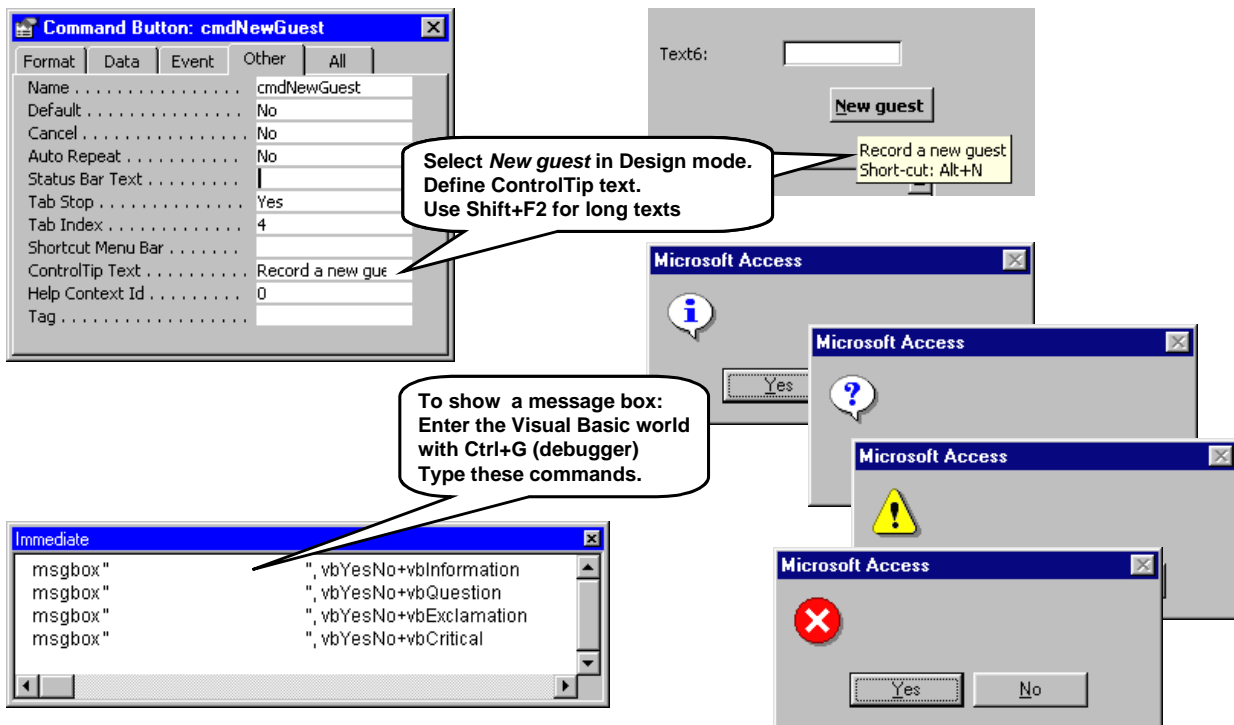 Command Button: cmdNewGuest
Format Data Event Other All
Name . . . . . . . . . . . . . . . . cmdNewGuest
Default . . . . . . . . . . . . . . . No
Cancel . . . . . . . . . . . . . . . No
Auto Repeat . . . . . . . . . . . No
Status Bar Text . . . . . . . . .
Tab Stop . . . . . . . . . . . . . . Yes
Tab Index . . . . . . . . . . . . . 4
Shortcut Menu Bar . . . . . . .
ControlTip Text . . . . . . . . . . Record a new gue
Help Context Id . . . . . . . . . 0
Tag . . . . . . . . . . . . . . . . . .
Text6:
New guest
Record a new guest
Short-cut: Alt+N
Select New guest in Design mode.
Define ControlTip text.
Use Shift+F2 for long texts
Microsoft Access
Yes
Microsoft Access
Microsoft Access
Microsoft Access
Yes No
To show a message box:
Enter the Visual Basic world
with Ctrl+G (debugger)
Type these commands.
Immediate
msgbox " ", vbYesNo+vbInformation
msgbox " ", vbYesNo+vbQuestion
msgbox " ", vbYesNo+vbExclamation
msgbox " ", vbYesNo+vbCritical